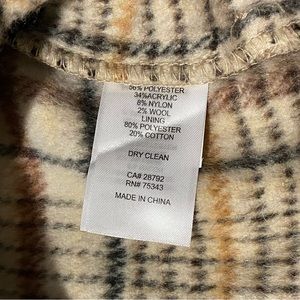 56% POLYESTER
34%ACRYLIC
8% NYLON
2% WOOL
LINING
80% POLYESTER
20% COTTON
DRY CLEAN
CA# 28792
RN# 75343
MADE IN CHINA